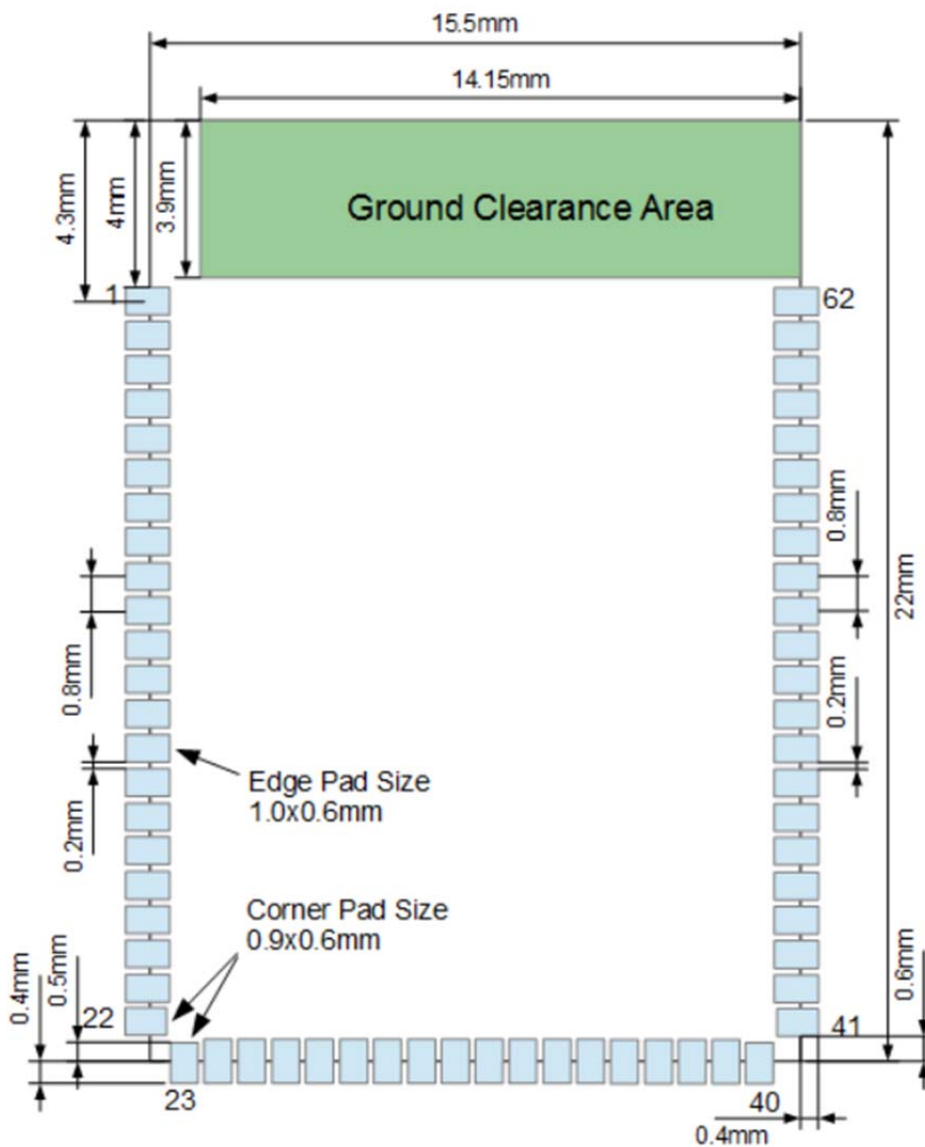 15.5mm
14.15mm
4.3mm
4mm
3.9mm
Ground Clearance Area
1
62
0.8mm
22mm
0.8mm
0.2mm
Edge Pad Size
1.0x0.6mm
0.2mm
Corner Pad Size
0.9x0.6mm
0.4mm
0.5mm
0.6mm
22
41
23
40
0.4mm